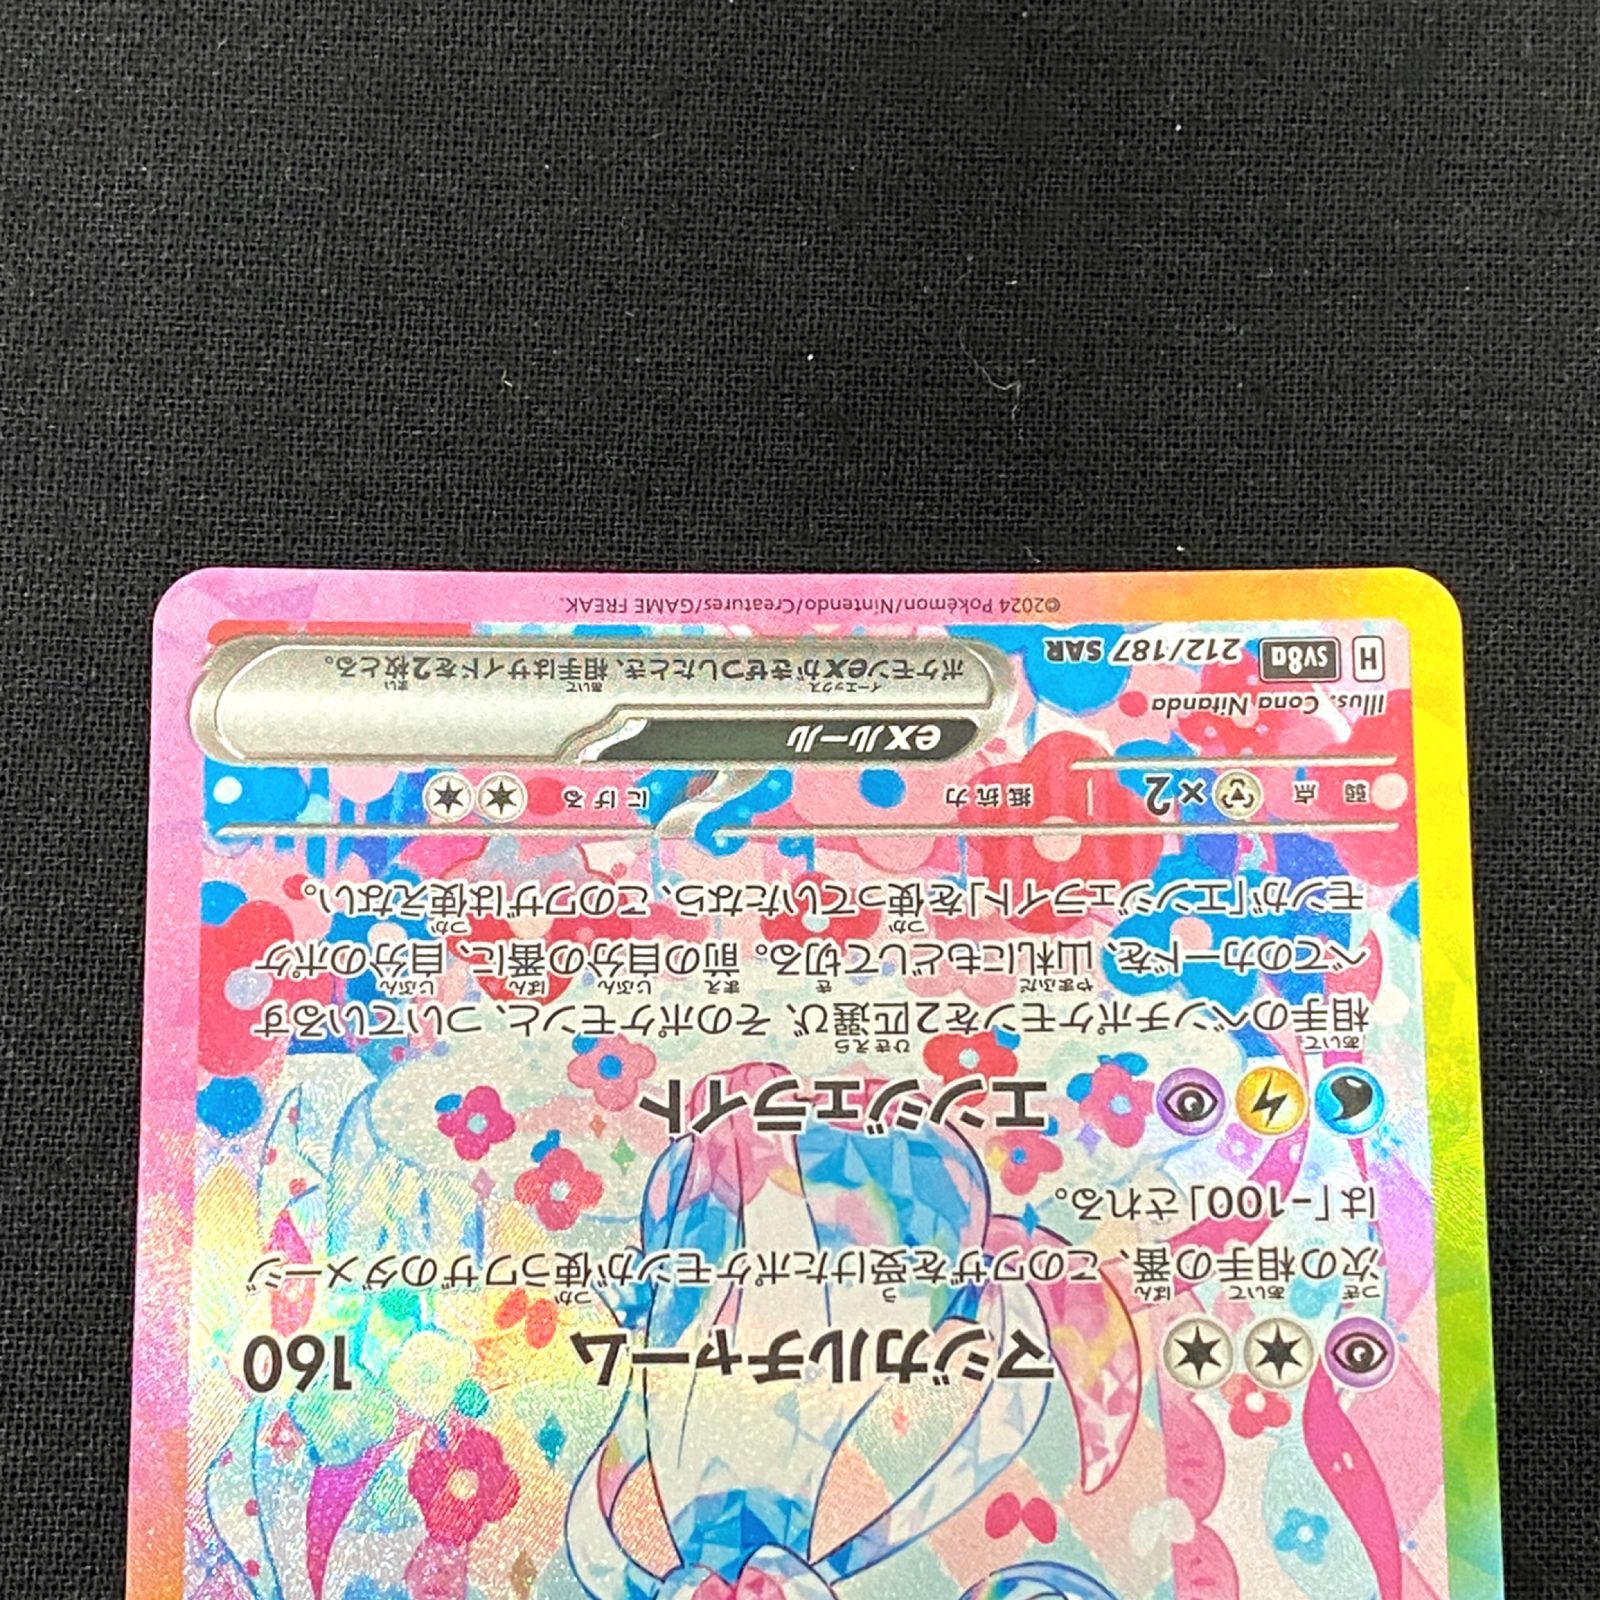 マジカルチャーム 160
次の相手の番、このワザを受けたポケモンが使うワザのダメージ
は「-100」される。
エンジェライト
相手のベンチポケモンを2匹選び、そのポケモンと、ついているす
べてのカードを、山札にもどして切る。前の自分の番に、自分のポケ
モンが「エンジェライト」を使っていたなら、このワザは使えない。
弱点 ×2 抵抗力 にげる
Illus. Cona Nitanda
H sv8a 212/187 SAR
exルール
ポケモンexがきぜつしたとき、相手はサイドを2枚とる。
©2024 Pokémon/Nintendo/Creatures/GAME FREAK.